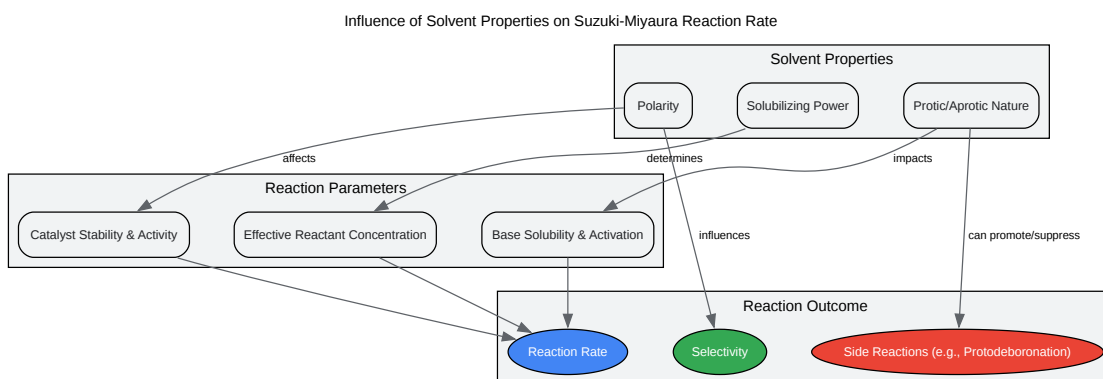 Influence of Solvent Properties on Suzuki-Miyaura Reaction Rate
Solvent Properties
Polarity
Solubilizing Power
Protic/Aprotic Nature
affects
determines
impacts
Reaction Parameters
Catalyst Stability & Activity
Effective Reactant Concentration
Base Solubility & Activation
influences
can promote/suppress
Reaction Outcome
Reaction Rate
Selectivity
Side Reactions (e.g., Protodeboronation)